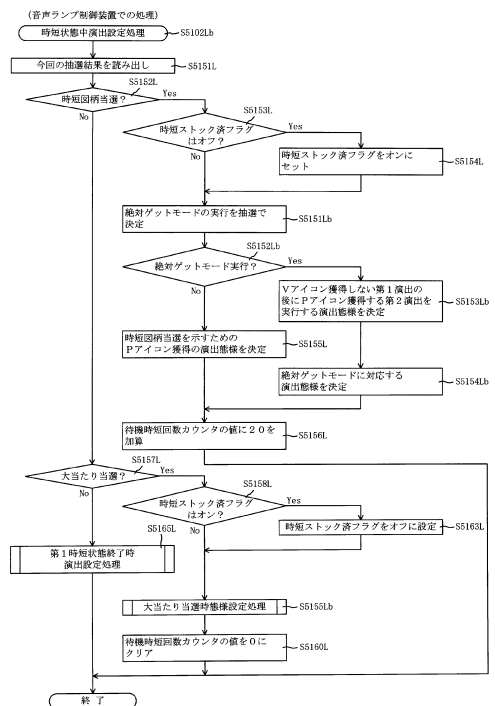 (音声ランプ制御装置での処理)
時短状態中演出設定処理
S5102Lb
今回の抽選結果を読み出し
S5151L
S5152L
時短図柄当選?
Yes
No
S5153L
時短ストック済フラグ
はオフ?
Yes
No
時短ストック済フラグをオンに
セット
S5154L
絶対ゲットモードの実行を抽選で
決定
S5151Lb
S5152Lb
絶対ゲットモード実行?
Yes
No
Vアイコン獲得しない第1演出の
後にPアイコン獲得する第2演出を
実行する演出態様を決定
S5153Lb
時短図柄当選を示すための
Pアイコン獲得の演出態様を決定
S5155L
絶対ゲットモードに対応する
演出態様を決定
S5154Lb
待機時短回数カウンタの値に20を
加算
S5156L
S5157L
大当たり当選?
Yes
No
S5158L
時短ストック済フラグ
はオン?
Yes
No
時短ストック済フラグをオフに設定
S5163L
S5165L
第1時短状態終了時
演出設定処理
大当たり当選時態様設定処理
S5155Lb
待機時短回数カウンタの値を0に
クリア
S5160L
終 了